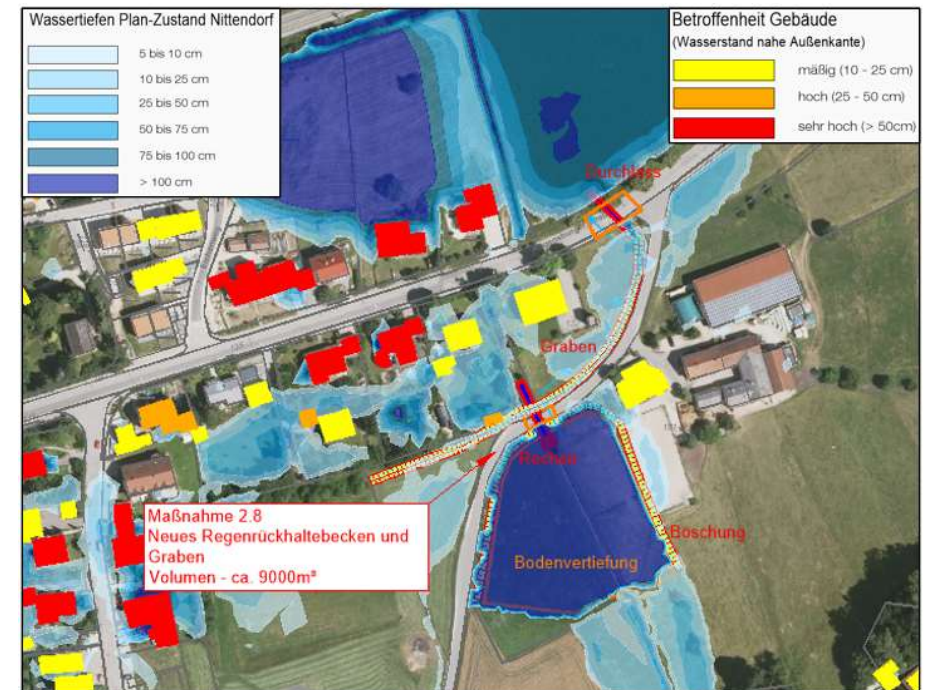 Wassertiefen Plan-Zustand Nittendorf
5 bis 10 cm
10 bis 25 cm
25 bis 50 cm
50 bis 75 cm
75 bis 100 cm
> 100 cm
Betroffenheit Gebäude
(Wasserstand nahe Außenkante)
mäßig (10 - 25 cm)
hoch (25 - 50 cm)
sehr hoch (> 50cm)
Durchlass
Graben
Rechen
Böschung
Bodenvertiefung
Maßnahme 2.8
Neues Regenrückhaltebecken und
Graben
Volumen - ca. 9000m³